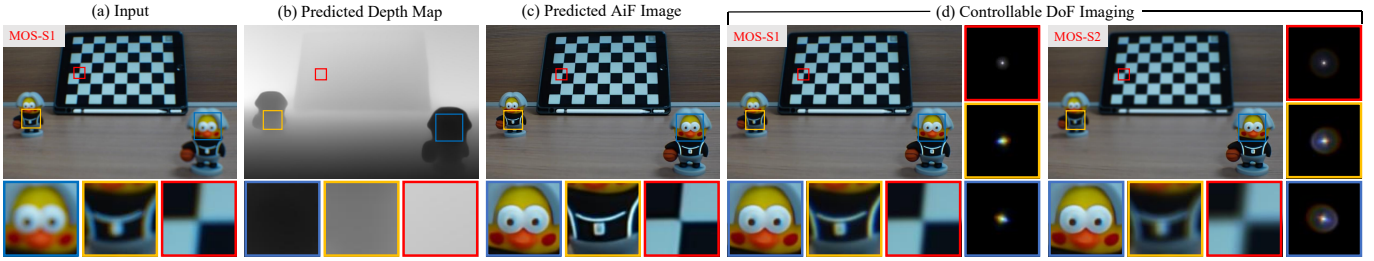 (a) Input
(b) Predicted Depth Map
(c) Predicted AiF Image
(d) Controllable DoF Imaging
MOS-S1
MOS-S1
MOS-S2